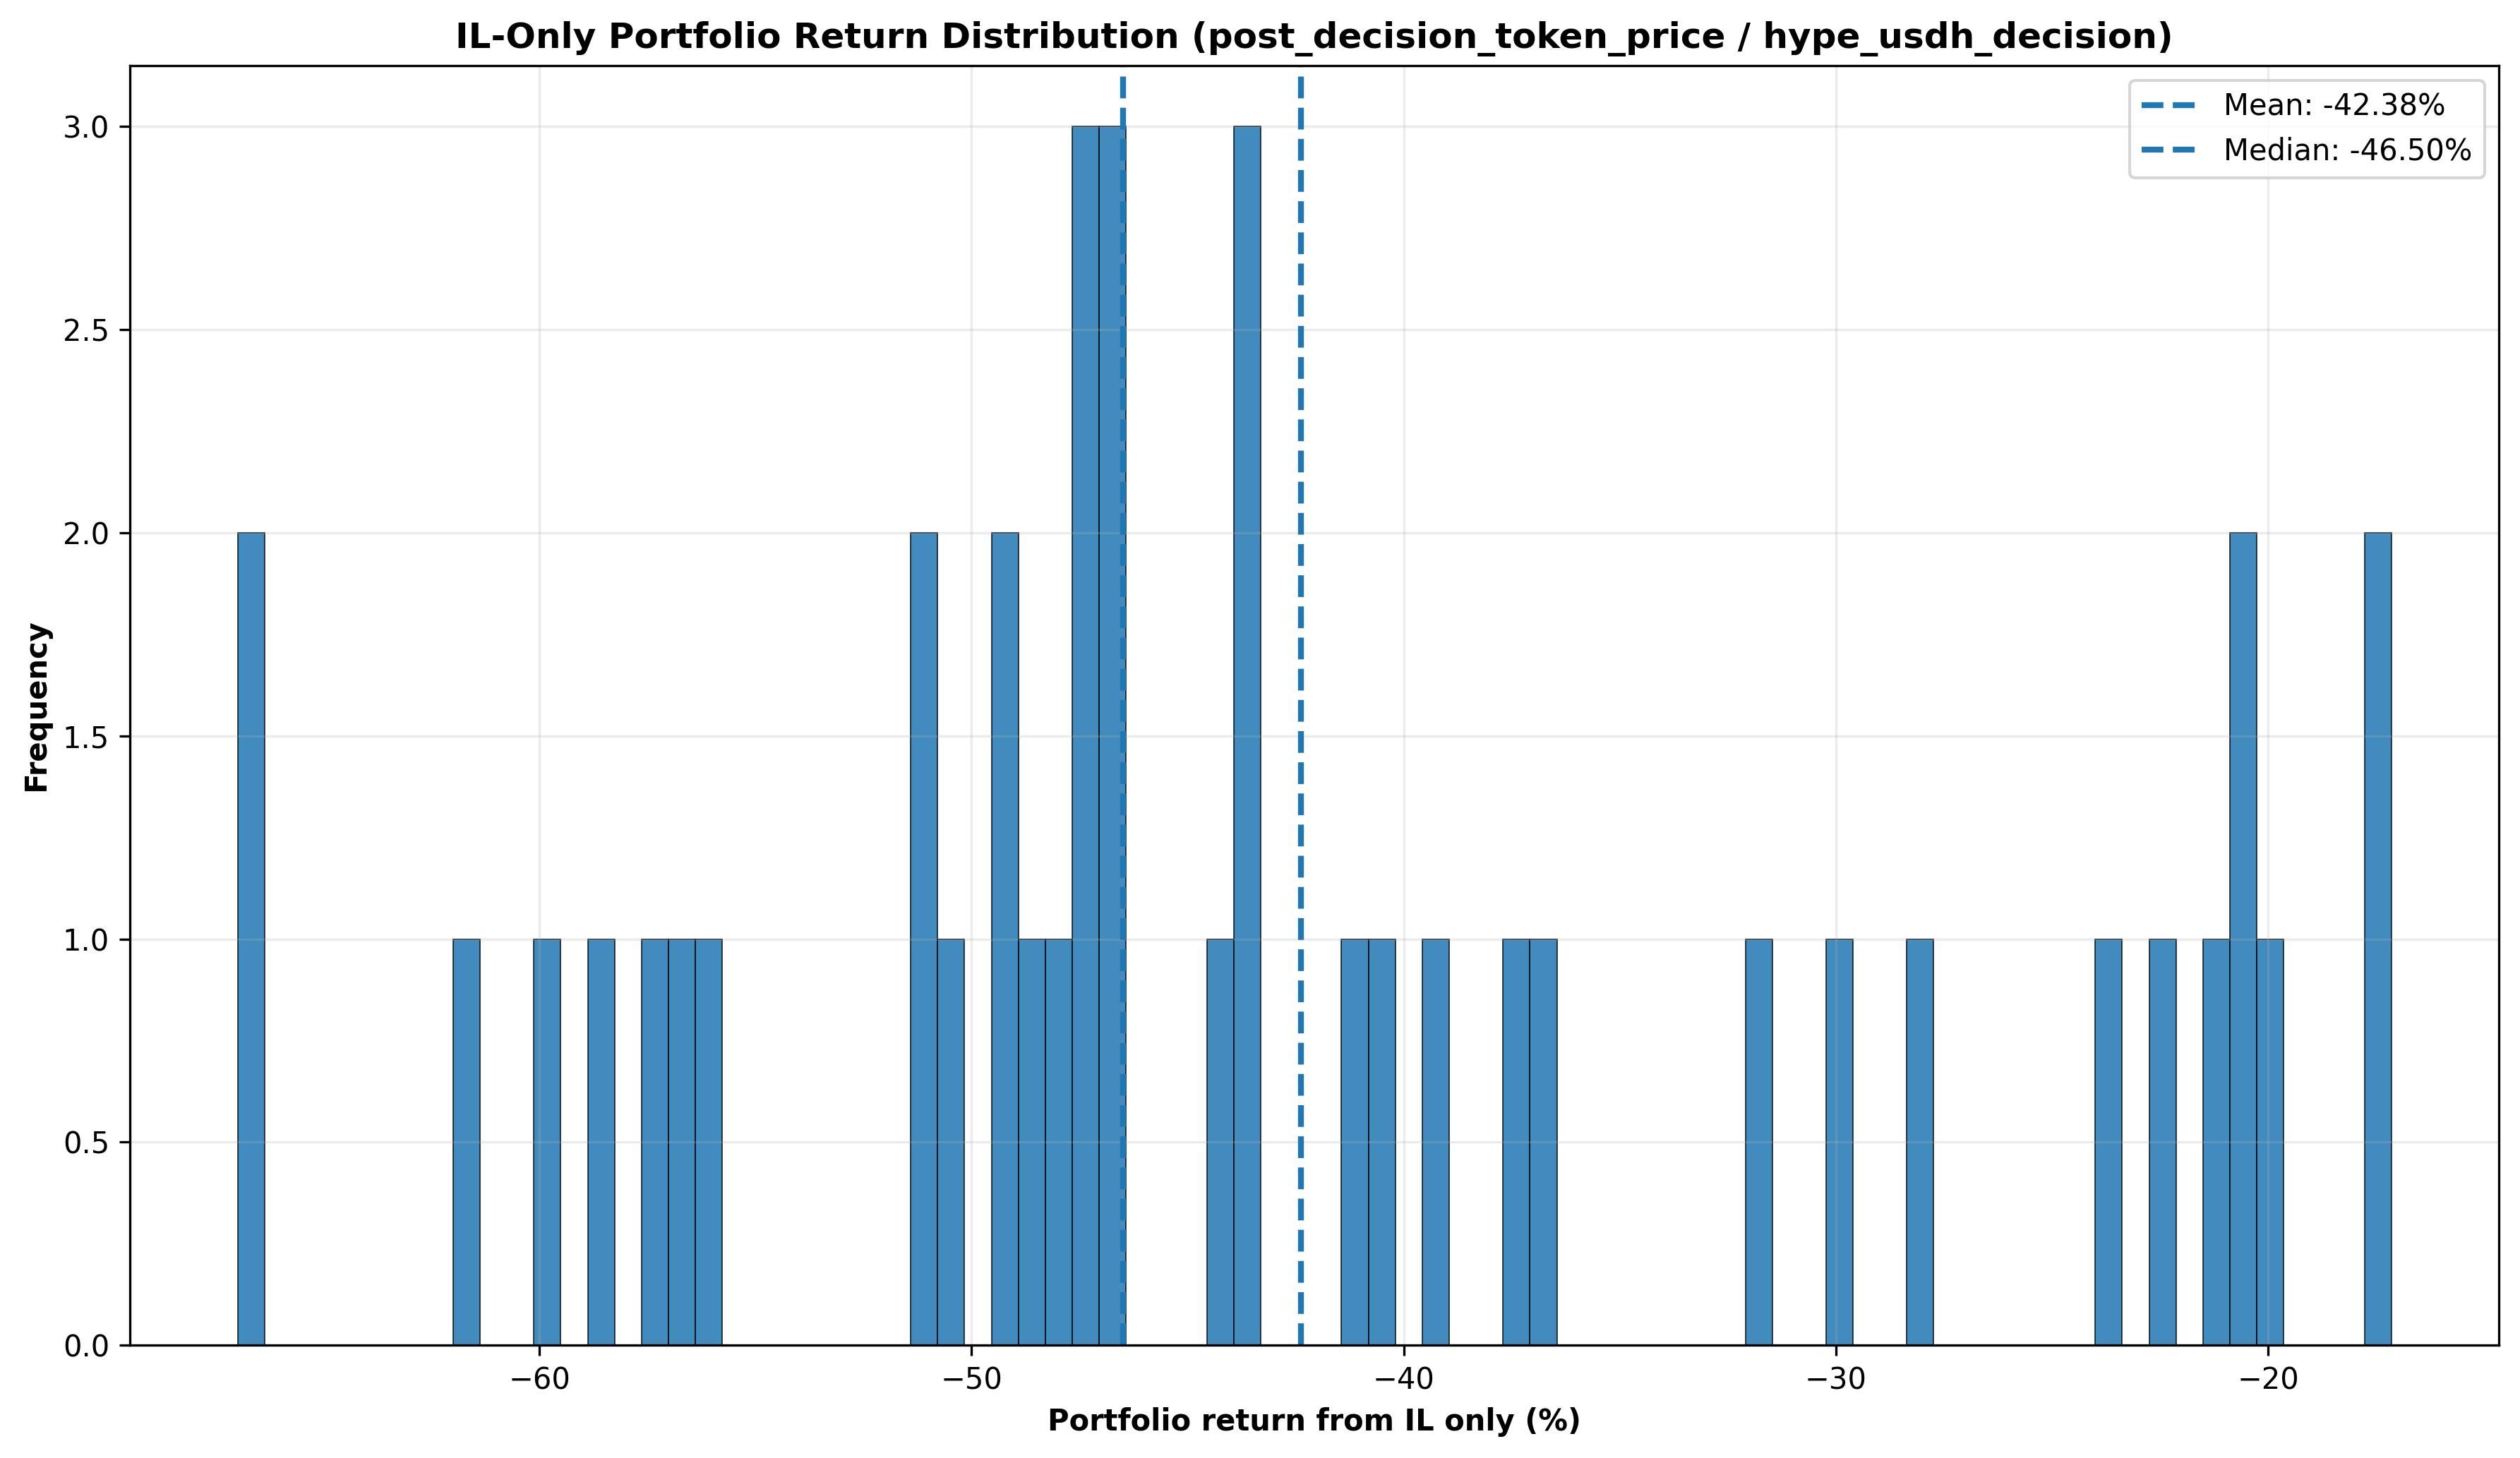 IL-Only Portfolio Return Distribution (post_decision_token_price / hype_usdh_decision)
Mean: -42.38%
Median: -46.50%
3.0
2.5
2.0
1.5
1.0
0.5
0.0
Frequency
−60
−50
−40
−30
−20
Portfolio return from IL only (%)